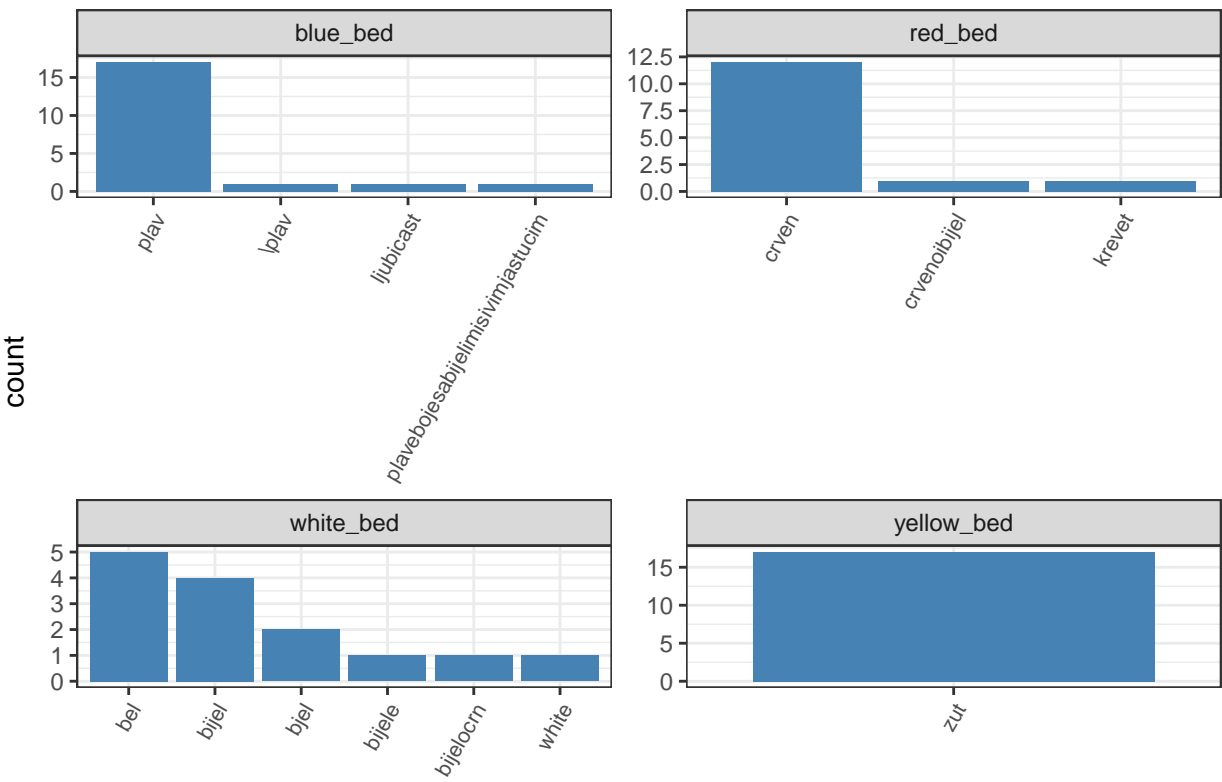 count
blue_bed
15
10
5
0
plav
\plav
ljubicast
plavebojesabijelimisivimjastucim
red_bed
12.5
10.0
7.5
5.0
2.5
0.0
crven
crvenoibijel
krevet
white_bed
5
4
3
2
1
0
bel
bijel
bjel
bijele
bijelocrn
white
yellow_bed
15
10
5
0
zut